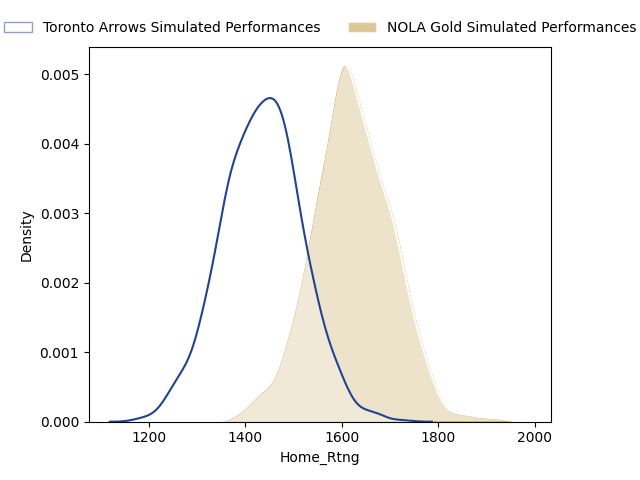 Toronto Arrows Simulated Performances NOLA Gold Simulated Performances
0.005
0.004
0.003
0.002
0.001
0.000
Density
1200 1400 1600 1800 2000
Home_Rtng